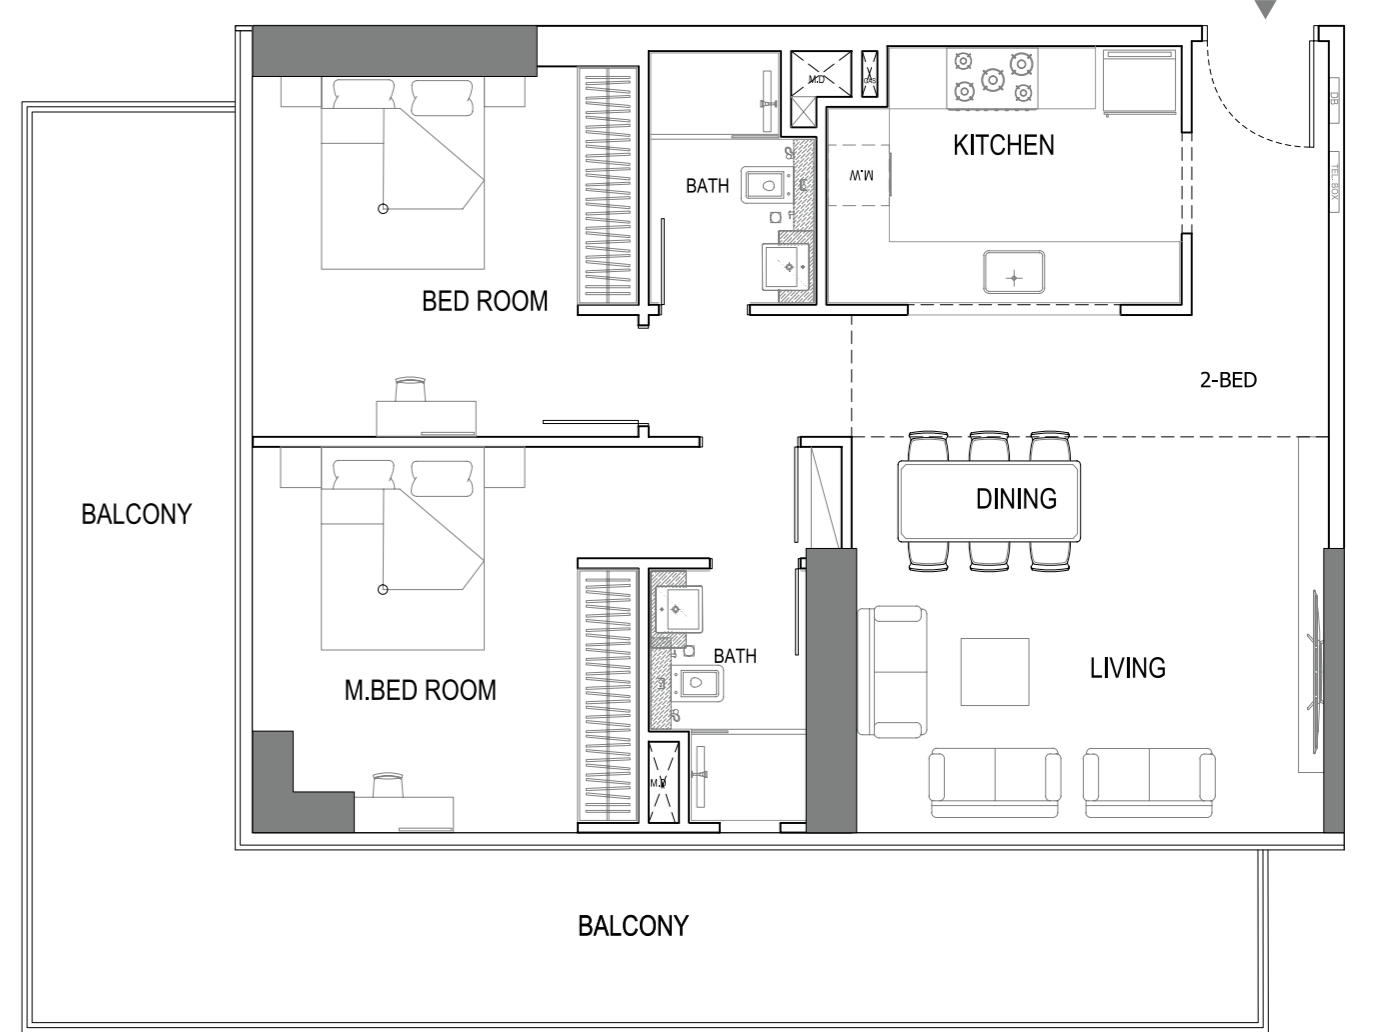 M.D
GAS
DB
KITCHEN
TEL. BOX
BATH
M.W
BED ROOM
2-BED
DINING
BALCONY
BATH
LIVING
M.BED ROOM
M.D
BALCONY